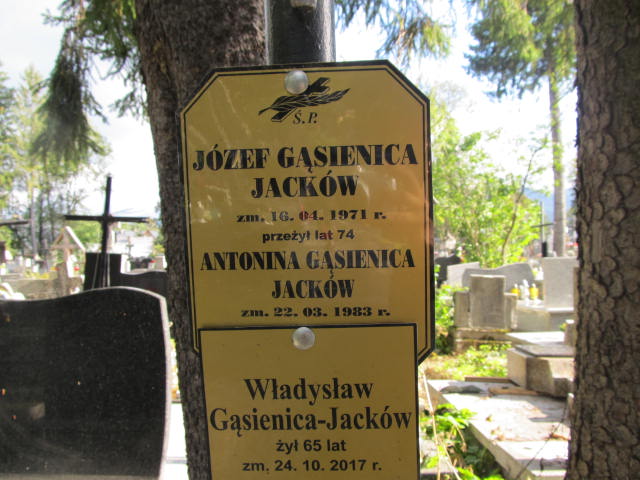 Ś.P.
JÓZEF GĄSIENICA
JACKÓW
zm. 16. 04. 1971 r.
przeżył lat 74
ANTONINA GĄSIENICA
JACKÓW
zm. 22. 03. 1983 r.
Władysław
Gąsienica-Jacków
żył 65 lat
zm. 24. 10. 2017 r.